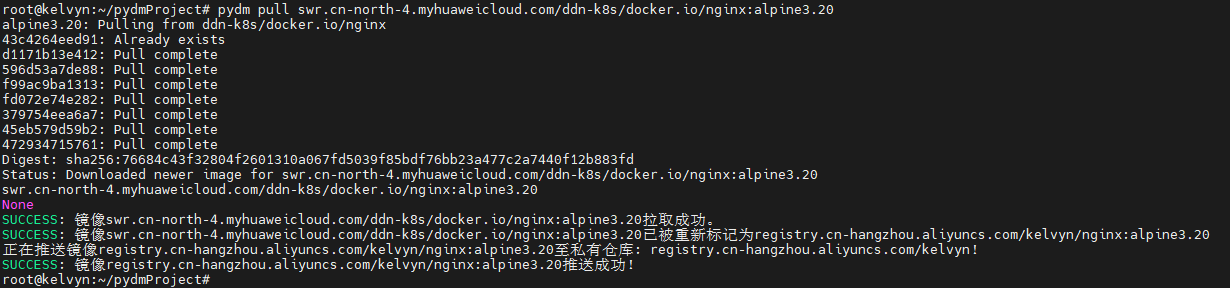 root@kelvyn:~/pydmProject# pydm pull swr.cn-north-4.myhuaweicloud.com/ddn-k8s/docker.io/nginx:alpine3.20
alpine3.20: Pulling from ddn-k8s/docker.io/nginx
43c4264eed91: Already exists
d1171b13e412: Pull complete
596d53a7de88: Pull complete
f99ac9ba1313: Pull complete
fd072e74e282: Pull complete
379754eea6a7: Pull complete
45eb579d59b2: Pull complete
472934715761: Pull complete
Digest: sha256:76684c43f32804f2601310a067fd5039f85bdf76bb23a477c2a7440f12b883fd
Status: Downloaded newer image for swr.cn-north-4.myhuaweicloud.com/ddn-k8s/docker.io/nginx:alpine3.20
swr.cn-north-4.myhuaweicloud.com/ddn-k8s/docker.io/nginx:alpine3.20
None
SUCCESS: 镜像swr.cn-north-4.myhuaweicloud.com/ddn-k8s/docker.io/nginx:alpine3.20拉取成功。
SUCCESS: 镜像swr.cn-north-4.myhuaweicloud.com/ddn-k8s/docker.io/nginx:alpine3.20已被重新标记为registry.cn-hangzhou.aliyuncs.com/kelvyn/nginx:alpine3.20
正在推送镜像registry.cn-hangzhou.aliyuncs.com/kelvyn/nginx:alpine3.20至私有仓库: registry.cn-hangzhou.aliyuncs.com/kelvyn!
SUCCESS: 镜像registry.cn-hangzhou.aliyuncs.com/kelvyn/nginx:alpine3.20推送成功!
root@kelvyn:~/pydmProject#